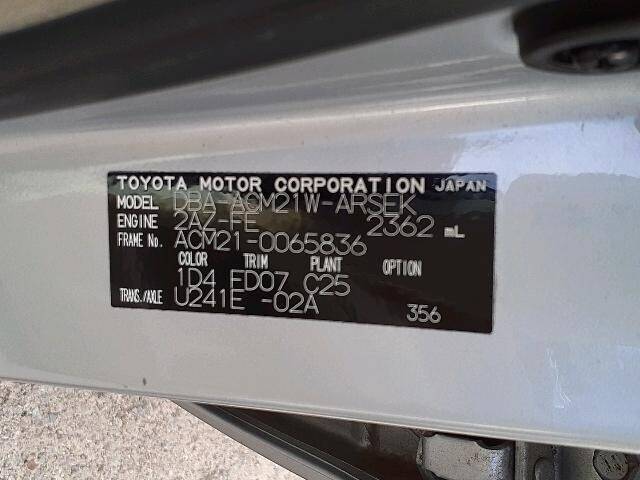 TOYOTA MOTOR CORPORATION JAPAN
MODEL DBA-ACM21W-ARSEK
ENGINE 2AZ-FE 2362 mL
FRAME No. ACM21-0065836
COLOR TRIM PLANT OPTION
1D4 FD07 C25
TRANS./AXLE U241E -02A
356